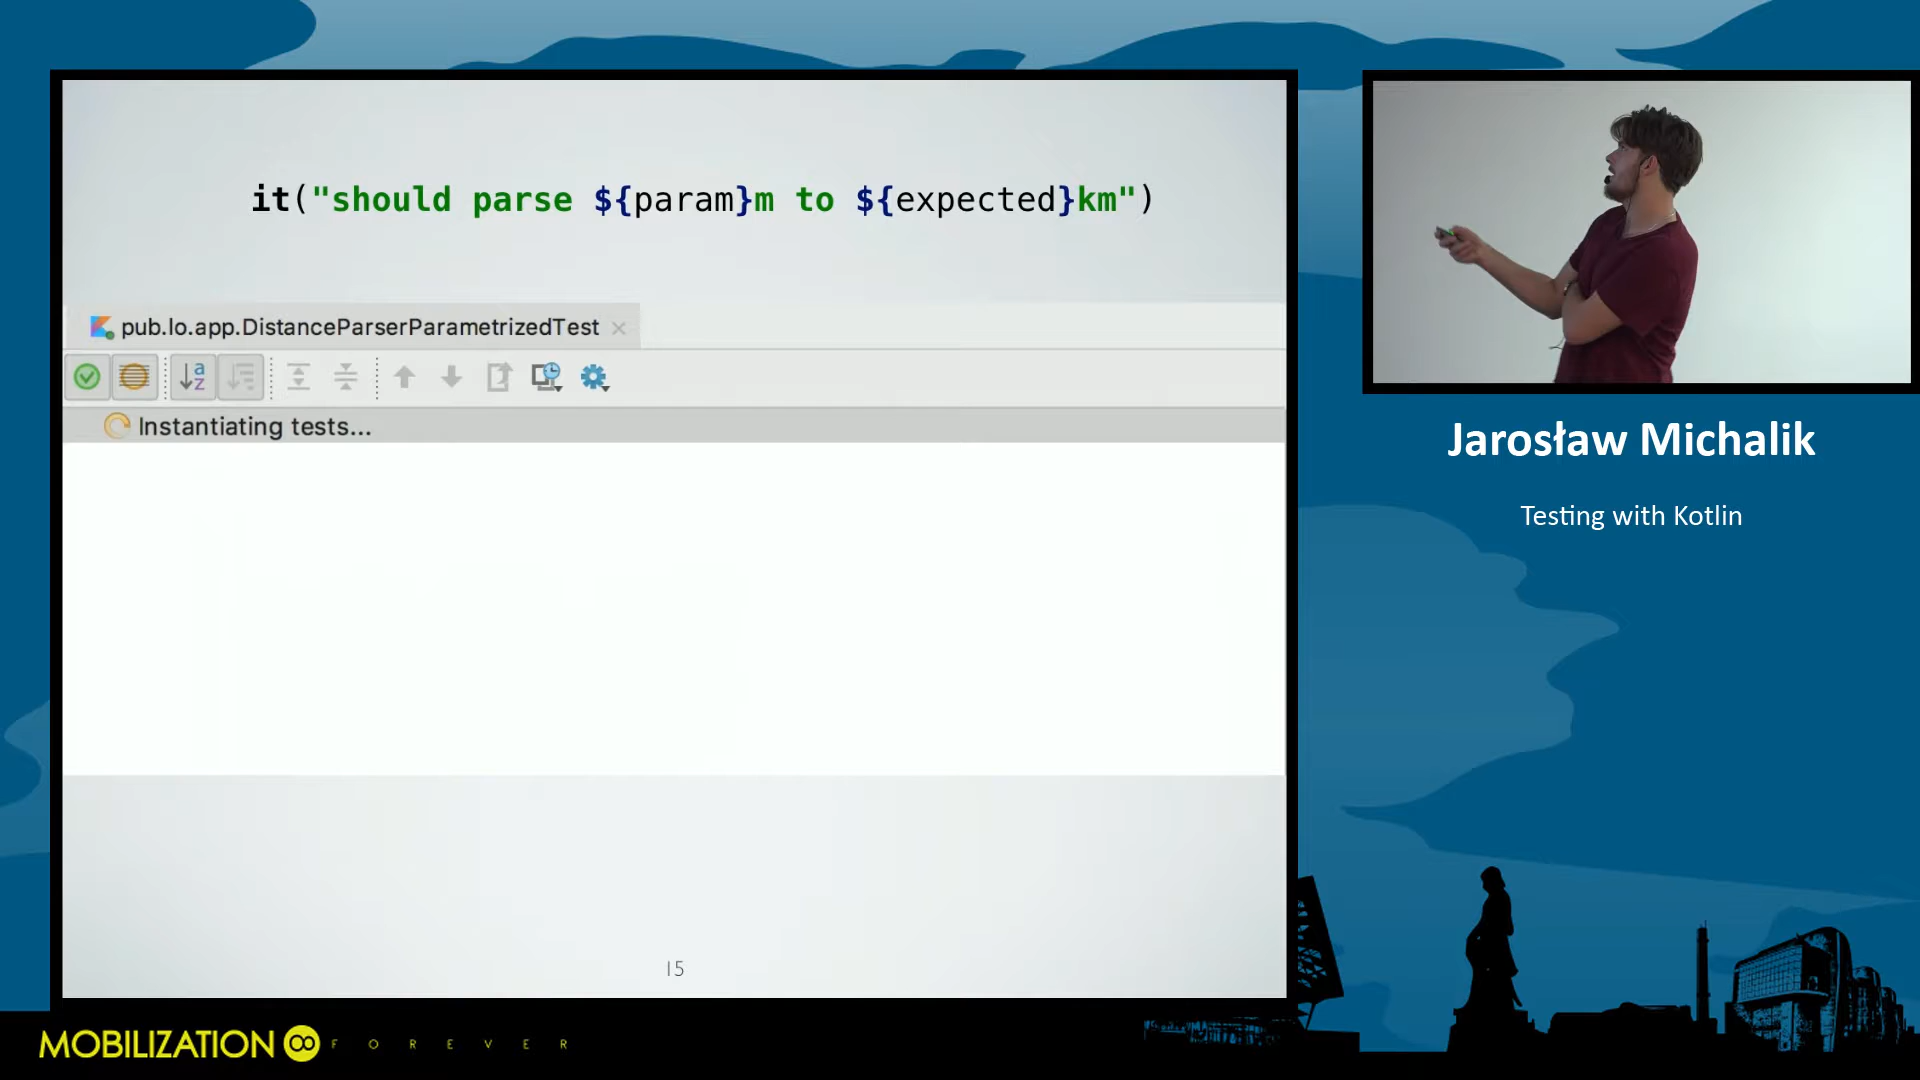 it("should parse ${param}m to ${expected}km")
pub.lo.app.DistanceParserParametrizedTest
Instantiating tests...
15
Jarosław Michalik
Testing with Kotlin
MOBILIZATION FOREVER